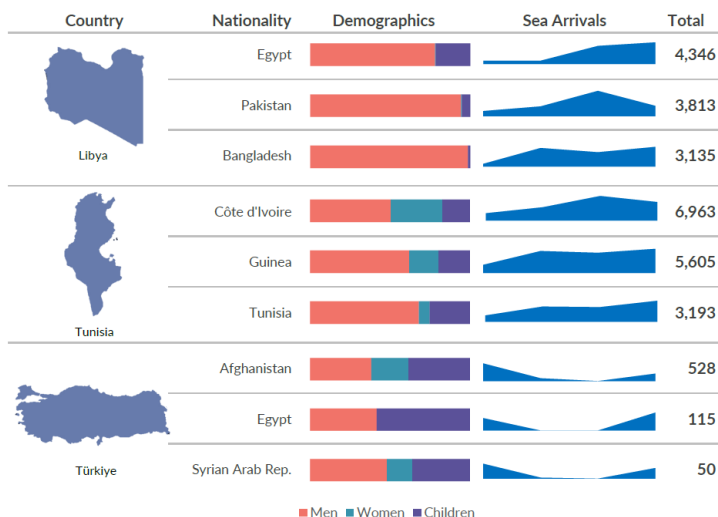 Country Nationality Demographics Sea Arrivals Total
Egypt 4,346
Pakistan 3,813
Bangladesh 3,135
Libya
Côte d'Ivoire 6,963
Guinea 5,605
Tunisia 3,193
Tunisia
Afghanistan 528
Egypt 115
Syrian Arab Rep. 50
Türkiye
Men Women Children